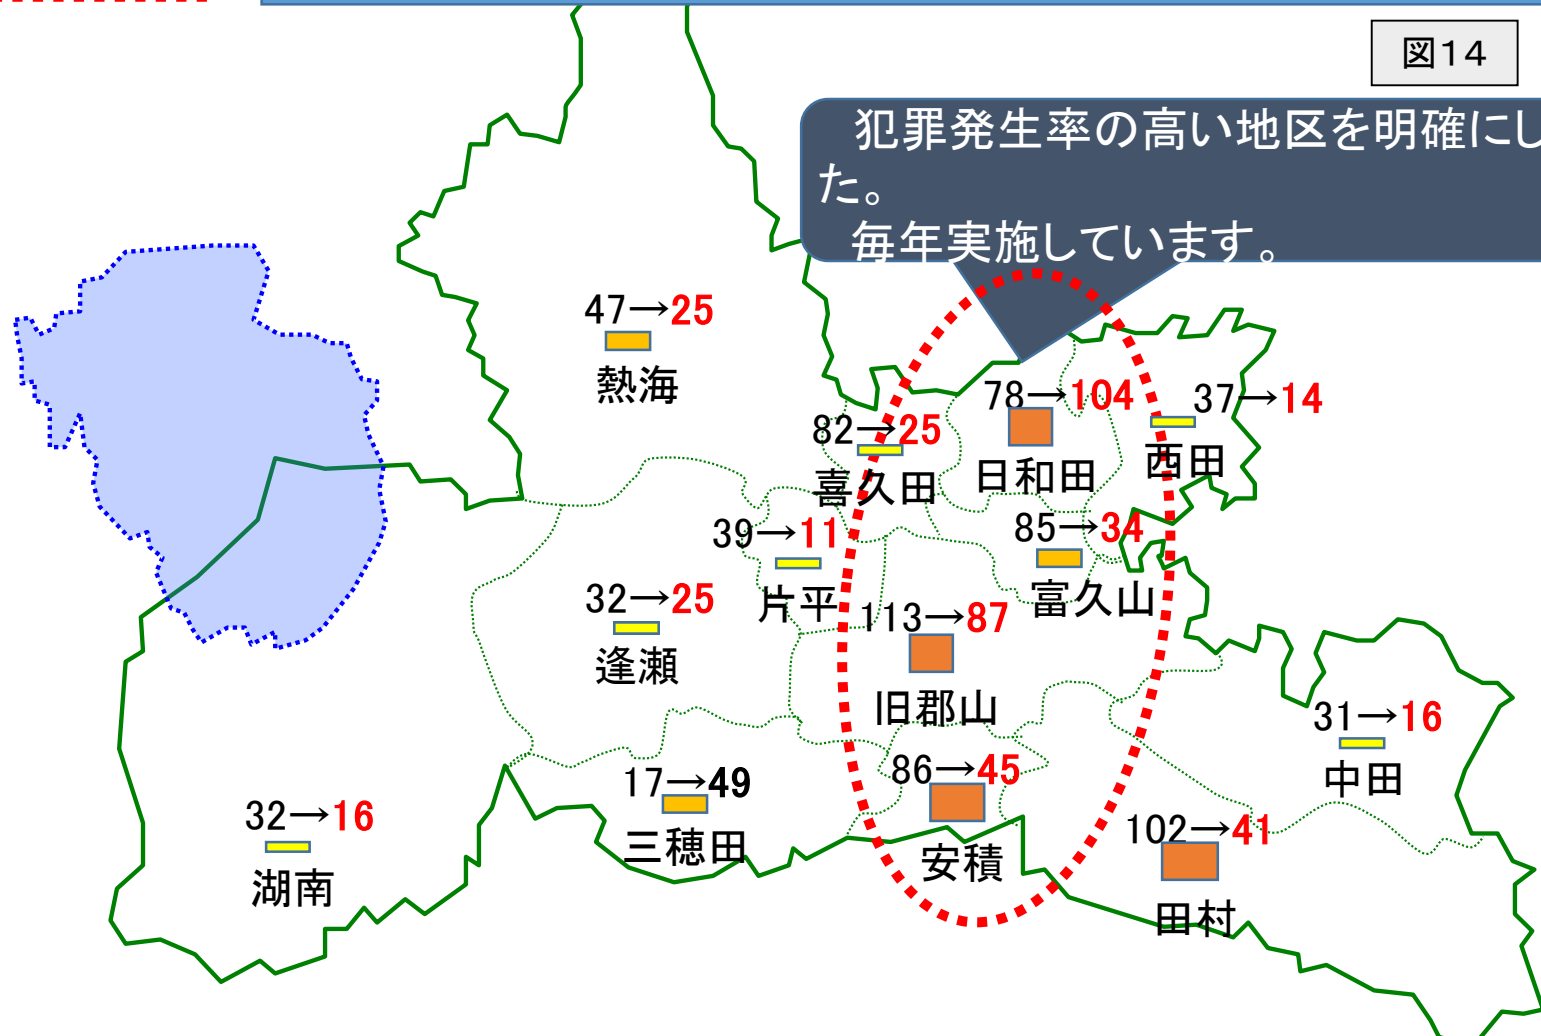 図14
犯罪発生率の高い地区を明確にし
た。
毎年実施しています。
47→25
熱海
78→104
日和田
37→14
西田
82→25
喜久田
39→11
片平
85→34
富久山
32→25
逢瀬
113→87
旧郡山
31→16
中田
17→49
三穂田
86→45
安積
32→16
湖南
102→41
田村